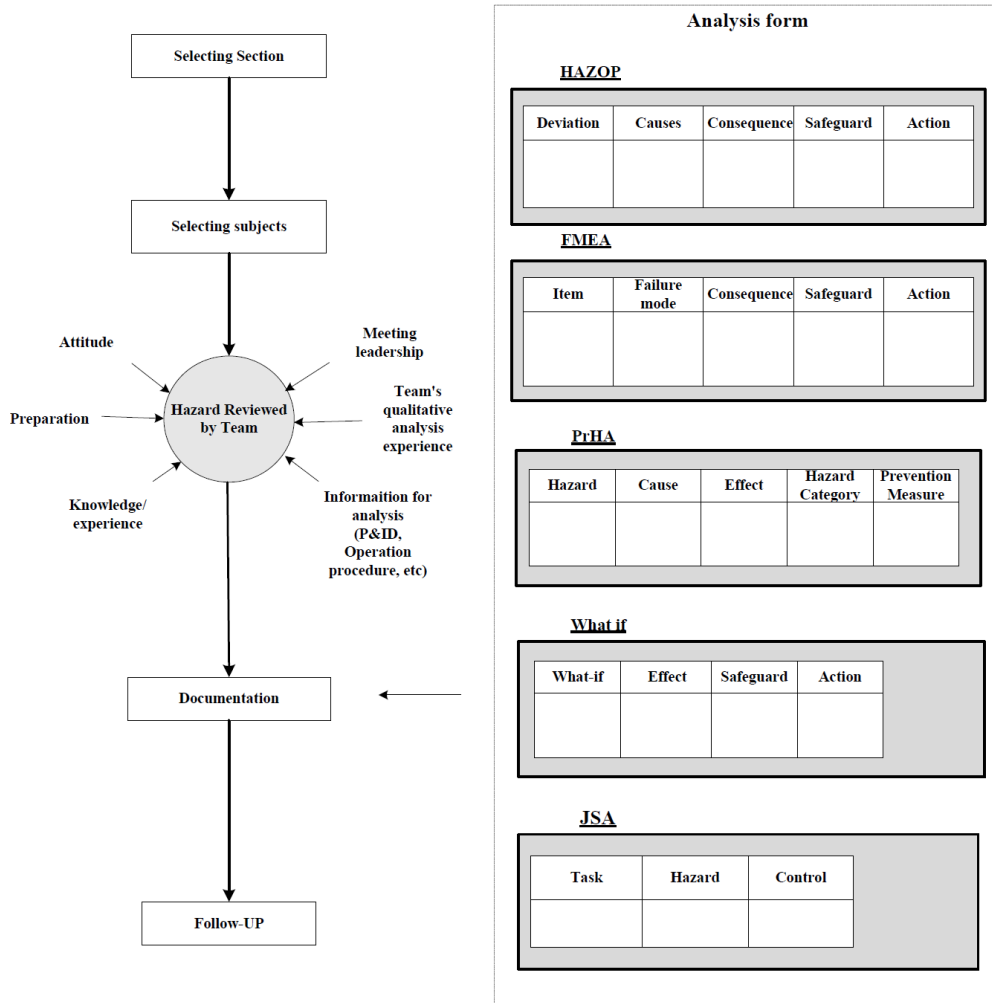 Selecting Section
Selecting subjects
Attitude
Meeting
leadership
Preparation
Hazard Reviewed
by Team
Team's
qualitative
analysis
experience
Knowledge/
experience
Informaition for
analysis
(P&ID,
Operation
procedure, etc)
Documentation
Follow-UP
Analysis form
HAZOP
Deviation Causes Consequence Safeguard Action
FMEA
Item Failure mode Consequence Safeguard Action
PrHA
Hazard Cause Effect Hazard Category Prevention Measure
What if
What-if Effect Safeguard Action
JSA
Task Hazard Control